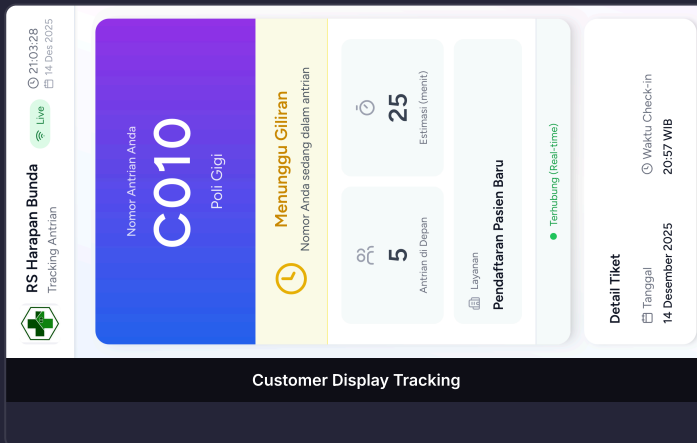 RS Harapan Bunda
Tracking Antrian
Live
21:03:28
14 Des 2025
Nomor Antrian Anda
C010
Poli Gigi
Menunggu Giliran
Nomor Anda sedang dalam antrian
5
Antrian di Depan
25
Estimasi (menit)
Layanan
Pendaftaran Pasien Baru
Terhubung (Real-time)
Detail Tiket
Tanggal
14 Desember 2025
Waktu Check-in
20:57 WIB
Customer Display Tracking